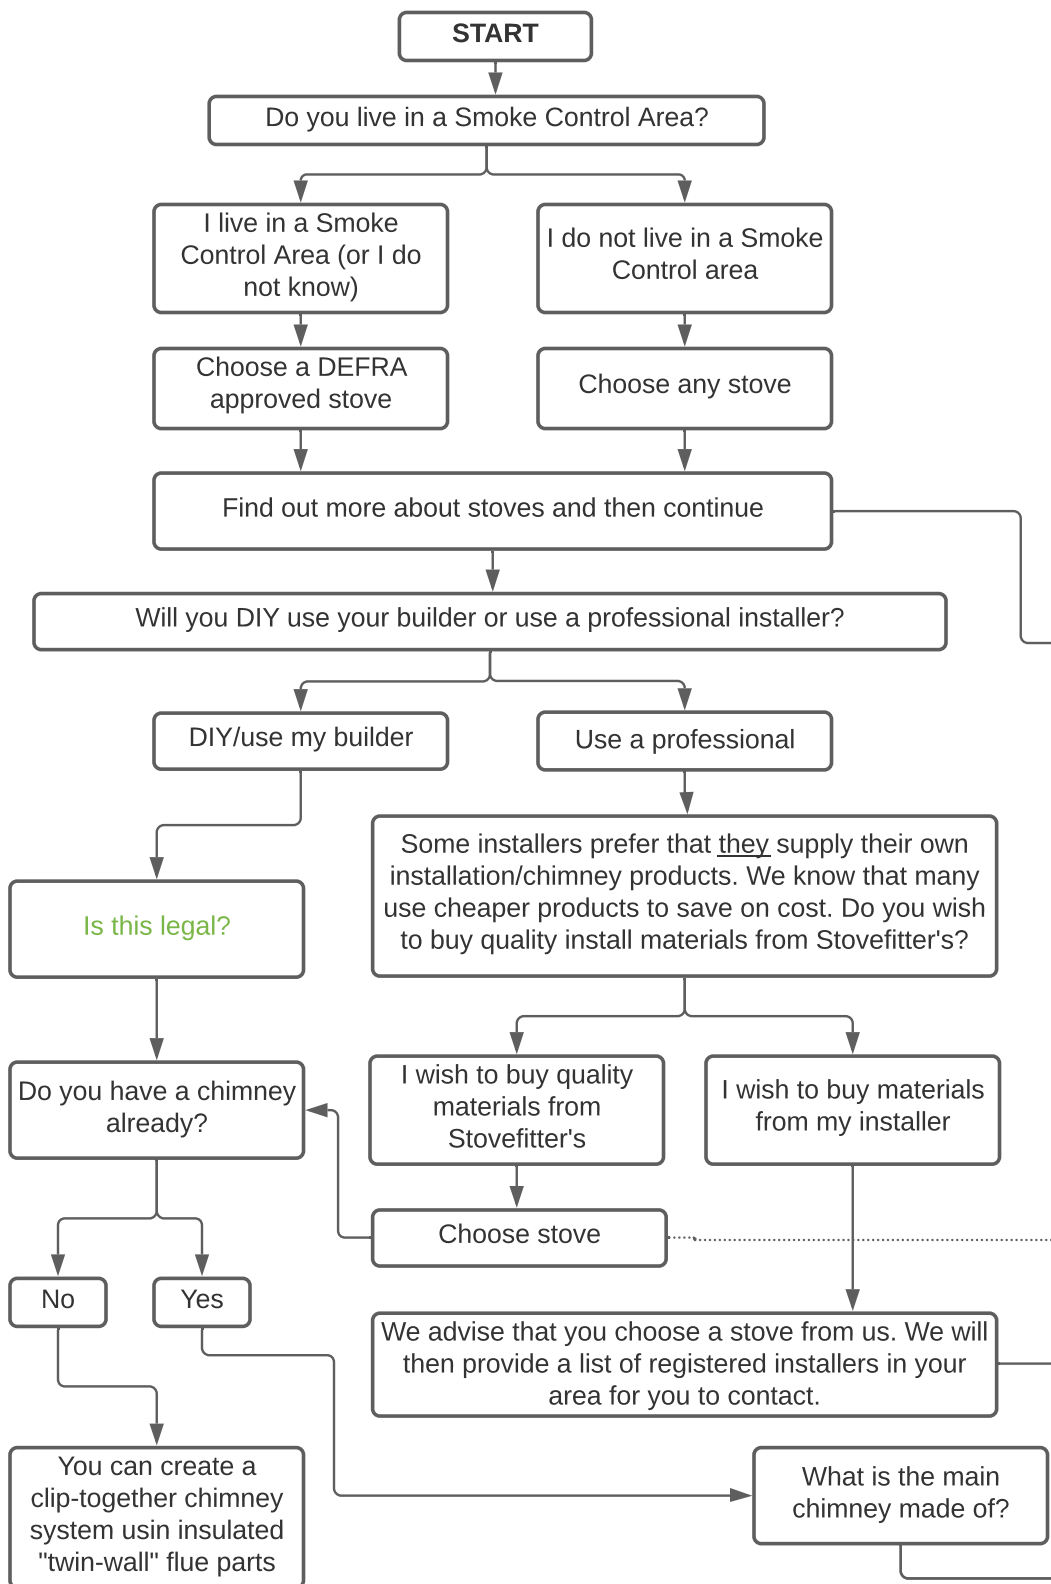 START
Do you live in a Smoke Control Area?
I live in a Smoke
Control Area (or I do
not know)
I do not live in a Smoke
Control area
Choose a DEFRA
approved stove
Choose any stove
Find out more about stoves and then continue
Will you DIY use your builder or use a professional installer?
DIY/use my builder
Use a professional
Some installers prefer that they supply their own
installation/chimney products. We know that many
use cheaper products to save on cost. Do you wish
to buy quality install materials from Stovefitter's?
Is this legal?
Do you have a chimney
already?
I wish to buy quality
materials from
Stovefitter's
I wish to buy materials
from my installer
Choose stove
No
Yes
We advise that you choose a stove from us. We will
then provide a list of registered installers in your
area for you to contact.
You can create a
clip-together chimney
system usin insulated
"twin-wall" flue parts
What is the main
chimney made of?